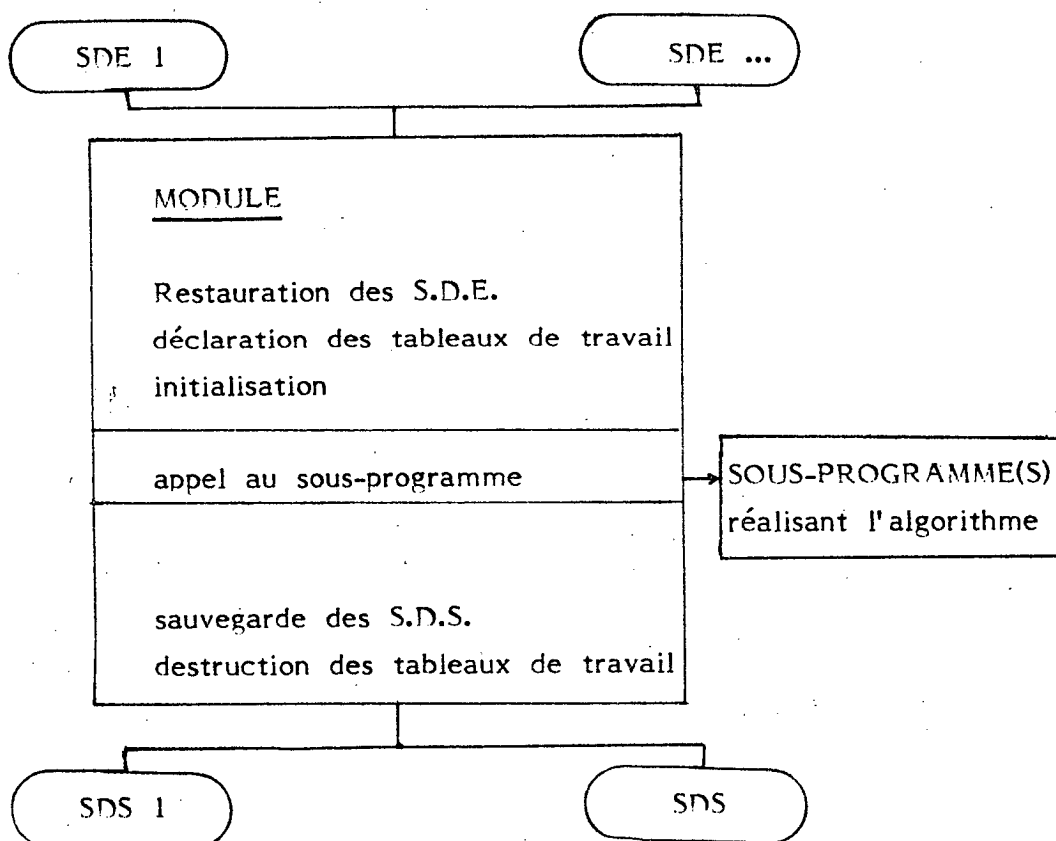 SDE 1
SDE ...
MODULE
Restauration des S.D.E.
déclaration des tableaux de travail
initialisation
appel au sous-programme
SOUS-PROGRAMME(S)
réalisant l'algorithme
sauvegarde des S.D.S.
destruction des tableaux de travail
SDS 1
SDS